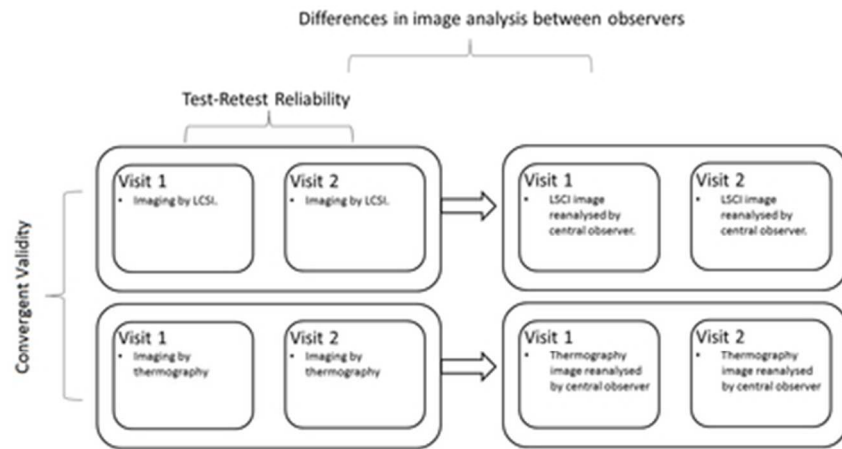 Differences in image analysis between observers
Test-Retest Reliability
Convergent Validity
Visit 1
• Imaging by LCSI.
Visit 2
• Imaging by LCSI.
Visit 1
• LSCI image
reanalysed by
central observer.
Visit 2
• LSCI image
reanalysed by
central observer.
Visit 1
• Imaging by
thermography
Visit 2
• Imaging by
thermography
Visit 1
• Thermography
image reanalysed
by central observer
Visit 2
• Thermography
image reanalysed
by central observer